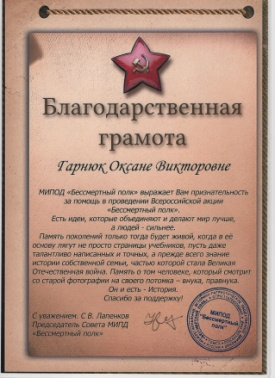 Благодарственная
грамота
Гарнюк Оксане Викторовне
МИПОД «Бессмертный полк» выражает Вам признательность
за помощь в проведении Всероссийской акции
«Бессмертный полк».
Есть идеи, которые объединяют и делают мир лучше,
а людей - сильнее.
Память поколений только тогда будет живой, когда в её
основу лягут не просто страницы учебников, пусть даже
талантливо написанных и точных, а прежде всего знание
истории собственной семьи, частью которой стала Великая
Отечественная война. Память о том человеке, который смотрит
со старой фотографии на своего потомка – внука, правнука.
Он и есть - История.
Спасибо за поддержку!
С уважением, С В. Лапенков
Председатель Совета МИПД
«Бессмертный полк»
МИПОД
"Бессмертный
полк"